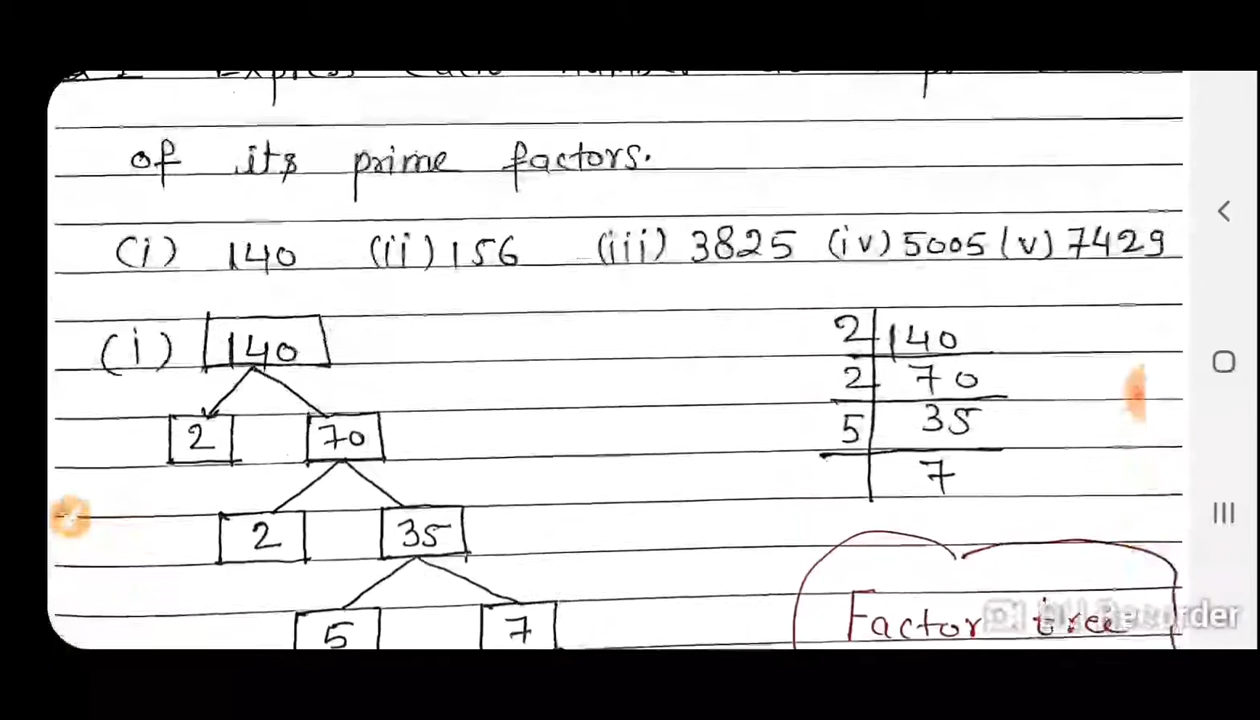 of its prime factors.
(i) 140 (ii) 156 (iii) 3825 (iv) 5005 (v) 7429
(i) 140
2 70
2 35
5 7
2 140
2 70
5 35
7
Factor tree
Recorder